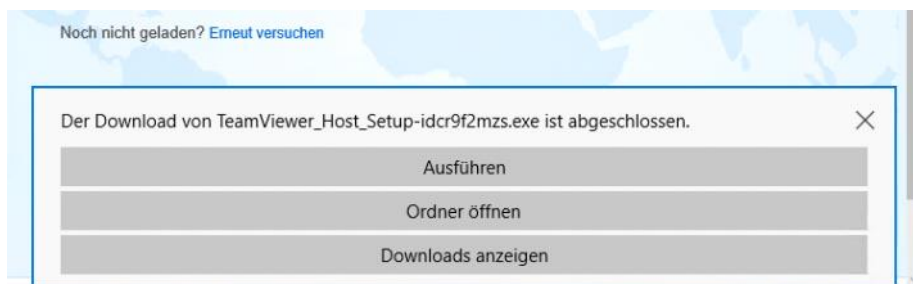 Noch nicht geladen? Erneut versuchen
Der Download von TeamViewer_Host_Setup-idcr9f2mzs.exe ist abgeschlossen.
Ausführen
Ordner öffnen
Downloads anzeigen